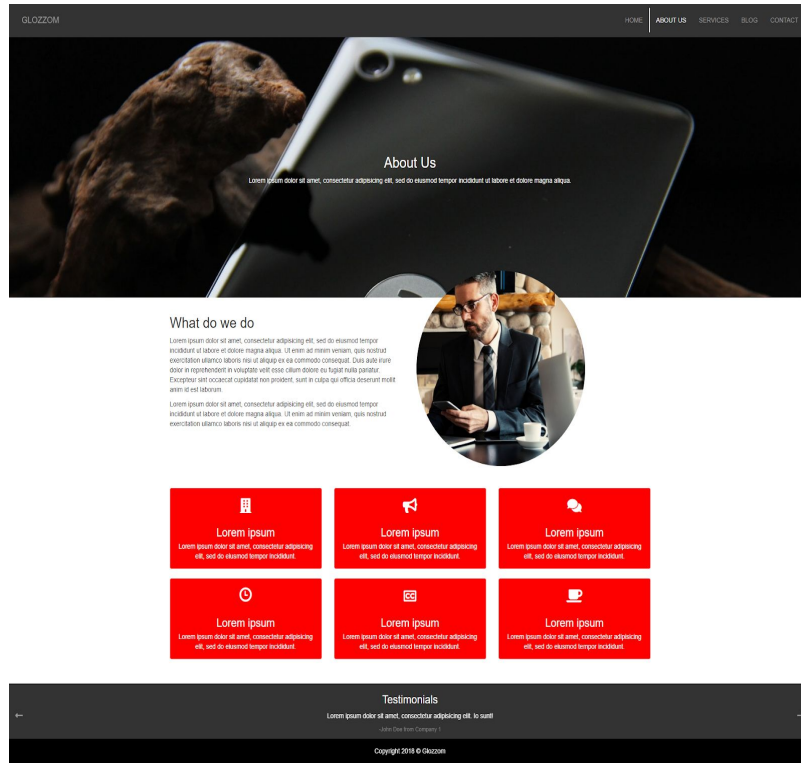 GLOZZOM
HOME
ABOUT US
SERVICES
BLOG
CONTACT
About Us
Lorem ipsum dolor sit amet, consectetur adipisicing elit, sed do eiusmod tempor incididunt ut labore et dolore magna aliqua.
What do we do
Lorem ipsum dolor sit amet, consectetur adipisicing elit, sed do eiusmod tempor
incididunt ut labore et dolore magna aliqua. Ut enim ad minim veniam, quis nostrud
exercitation ullamco laboris nisi ut aliquip ex ea commodo consequat. Duis aute irure
dolor in reprehenderit in voluptate velit esse cillum dolore eu fugiat nulla pariatur.
Excepteur sint occaecat cupidatat non proident, sunt in culpa qui officia deserunt mollit
anim id est laborum.
Lorem ipsum dolor sit amet, consectetur adipisicing elit, sed do eiusmod tempor
incididunt ut labore et dolore magna aliqua. Ut enim ad minim veniam, quis nostrud
exercitation ullamco laboris nisi ut aliquip ex ea commodo consequat.
Lorem ipsum
Lorem ipsum dolor sit amet, consectetur adipisicing
elit, sed do eiusmod tempor incididunt.
Lorem ipsum
Lorem ipsum dolor sit amet, consectetur adipisicing
elit, sed do eiusmod tempor incididunt.
Lorem ipsum
Lorem ipsum dolor sit amet, consectetur adipisicing
elit, sed do eiusmod tempor incididunt.
Lorem ipsum
Lorem ipsum dolor sit amet, consectetur adipisicing
elit, sed do eiusmod tempor incididunt.
CC
Lorem ipsum
Lorem ipsum dolor sit amet, consectetur adipisicing
elit, sed do eiusmod tempor incididunt.
Lorem ipsum
Lorem ipsum dolor sit amet, consectetur adipisicing
elit, sed do eiusmod tempor incididunt.
Testimonials
Lorem ipsum dolor sit amet, consectetur adipisicing elit. Io sunt!
-John Doe from Company 1
Copyright 2018 © Glozzom